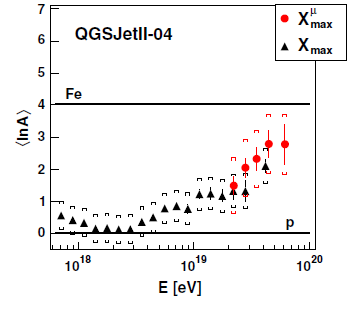 QGSJetII-04
X^μ_max
X_max
Fe
p
⟨lnA⟩
7
6
5
4
3
2
1
0
10^18
10^19
10^20
E [eV]